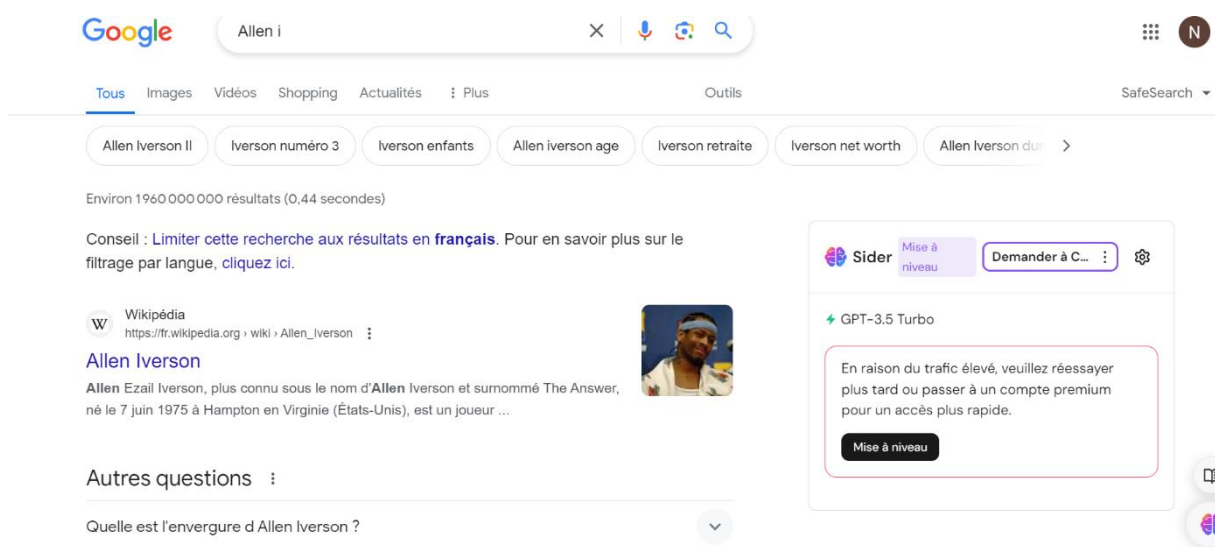 Google
Allen i
N
Tous Images Vidéos Shopping Actualités Plus Outils SafeSearch
Allen Iverson II Iverson numéro 3 Iverson enfants Allen iverson age Iverson retraite Iverson net worth Allen Iverson
Environ 1 960 000 000 résultats (0,44 secondes)
Conseil : Limiter cette recherche aux résultats en français. Pour en savoir plus sur le
filtrage par langue, cliquez ici.
W
Wikipédia
https://fr.wikipedia.org › wiki › Allen_Iverson
Allen Iverson
Allen Ezail Iverson, plus connu sous le nom d'Allen Iverson et surnommé The Answer,
né le 7 juin 1975 à Hampton en Virginie (États-Unis), est un joueur ...
Autres questions
Quelle est l'envergure d Allen Iverson ?
Sider
Mise à
niveau
Demander à C...
GPT-3.5 Turbo
En raison du trafic élevé, veuillez réessayer
plus tard ou passer à un compte premium
pour un accès plus rapide.
Mise à niveau